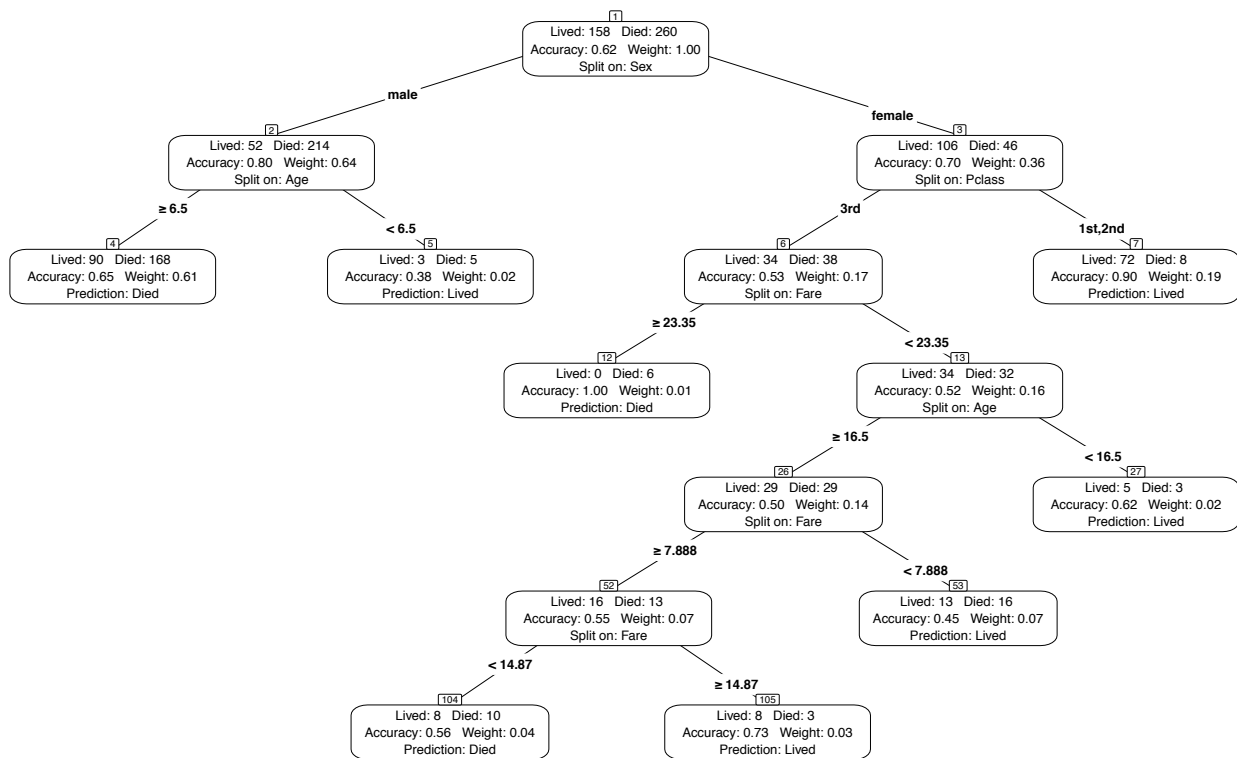 1
Lived: 158 Died: 260
Accuracy: 0.62 Weight: 1.00
Split on: Sex
male
female
2
Lived: 52 Died: 214
Accuracy: 0.80 Weight: 0.64
Split on: Age
3
Lived: 106 Died: 46
Accuracy: 0.70 Weight: 0.36
Split on: Pclass
≥ 6.5
< 6.5
3rd
1st,2nd
4
Lived: 90 Died: 168
Accuracy: 0.65 Weight: 0.61
Prediction: Died
5
Lived: 3 Died: 5
Accuracy: 0.38 Weight: 0.02
Prediction: Lived
6
Lived: 34 Died: 38
Accuracy: 0.53 Weight: 0.17
Split on: Fare
7
Lived: 72 Died: 8
Accuracy: 0.90 Weight: 0.19
Prediction: Lived
≥ 23.35
< 23.35
12
Lived: 0 Died: 6
Accuracy: 1.00 Weight: 0.01
Prediction: Died
13
Lived: 34 Died: 32
Accuracy: 0.52 Weight: 0.16
Split on: Age
≥ 16.5
< 16.5
26
Lived: 29 Died: 29
Accuracy: 0.50 Weight: 0.14
Split on: Fare
27
Lived: 5 Died: 3
Accuracy: 0.62 Weight: 0.02
Prediction: Lived
≥ 7.888
< 7.888
52
Lived: 16 Died: 13
Accuracy: 0.55 Weight: 0.07
Split on: Fare
53
Lived: 13 Died: 16
Accuracy: 0.45 Weight: 0.07
Prediction: Lived
< 14.87
≥ 14.87
104
Lived: 8 Died: 10
Accuracy: 0.56 Weight: 0.04
Prediction: Died
105
Lived: 8 Died: 3
Accuracy: 0.73 Weight: 0.03
Prediction: Lived